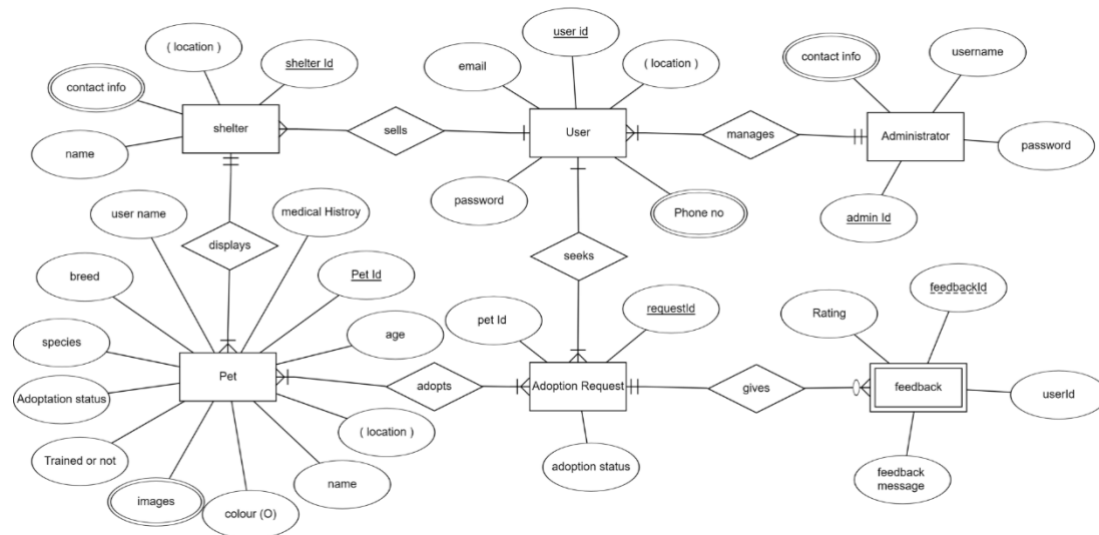 ( location )
user id
shelter Id
contact info
username
email
( location )
contact info
shelter
sells
User
manages
Administrator
name
password
password
Phone no
admin Id
user name
medical Histroy
displays
seeks
breed
Pet Id
feedbackId
Rating
pet Id
requestId
species
age
Pet
adopts
Adoption Request
gives
feedback
userId
Adoptation status
( location )
Trained or not
adoption status
feedback
message
name
images
colour (O)